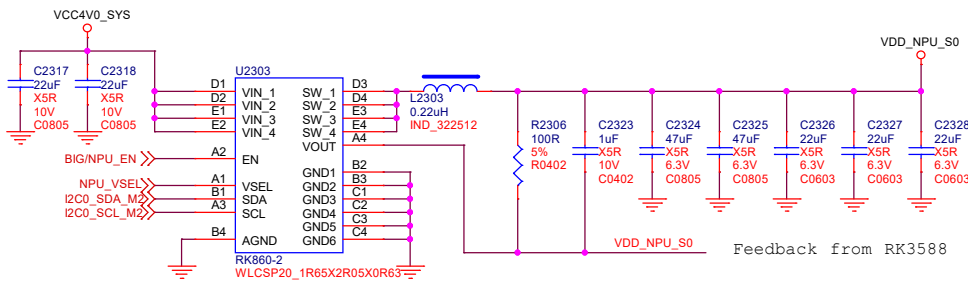 VCC4V0_SYS
VDD_NPU_S0
C2317
22uF
X5R
10V
C0805
C2318
22uF
X5R
10V
C0805
U2303
D1 VIN_1 SW_1 D3
D2 VIN_2 SW_2 D4
E1 VIN_3 SW_3 E3
E2 VIN_4 SW_4 E4
VOUT A4
BIG/NPU_EN A2 EN
GND1 B2
NPU_VSEL A1 VSEL GND2 B3
I2C0_SDA_M2 B1 SDA GND3 C1
I2C0_SCL_M2 A3 SCL GND4 C2
GND5 C3
B4 AGND GND6 C4
RK860-2
WLCSP20_1R65X2R05X0R63
L2303
0.22uH
IND_322512
R2306
100R
5%
R0402
C2323
1uF
X5R
10V
C0402
C2324
47uF
X5R
6.3V
C0805
C2325
47uF
X5R
6.3V
C0805
C2326
22uF
X5R
6.3V
C0603
C2327
22uF
X5R
6.3V
C0603
C2328
22uF
X5R
6.3V
C0603
VDD_NPU_S0 Feedback from RK3588